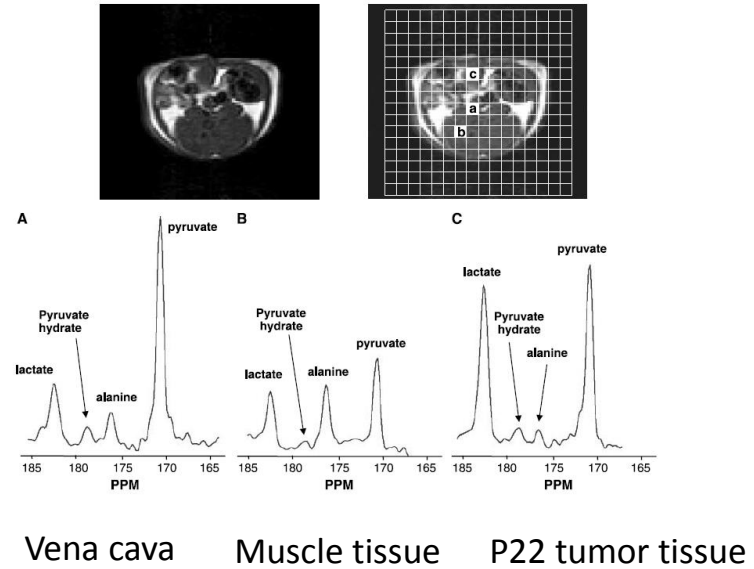 c
a
b
A
pyruvate
Pyruvate
hydrate
lactate
alanine
185 180 175 170 165
PPM
B
Pyruvate
hydrate
pyruvate
lactate
alanine
185 180 175 170 165
PPM
C
pyruvate
lactate
Pyruvate
hydrate
alanine
185 180 175 170 165
PPM
Vena cava
Muscle tissue
P22 tumor tissue